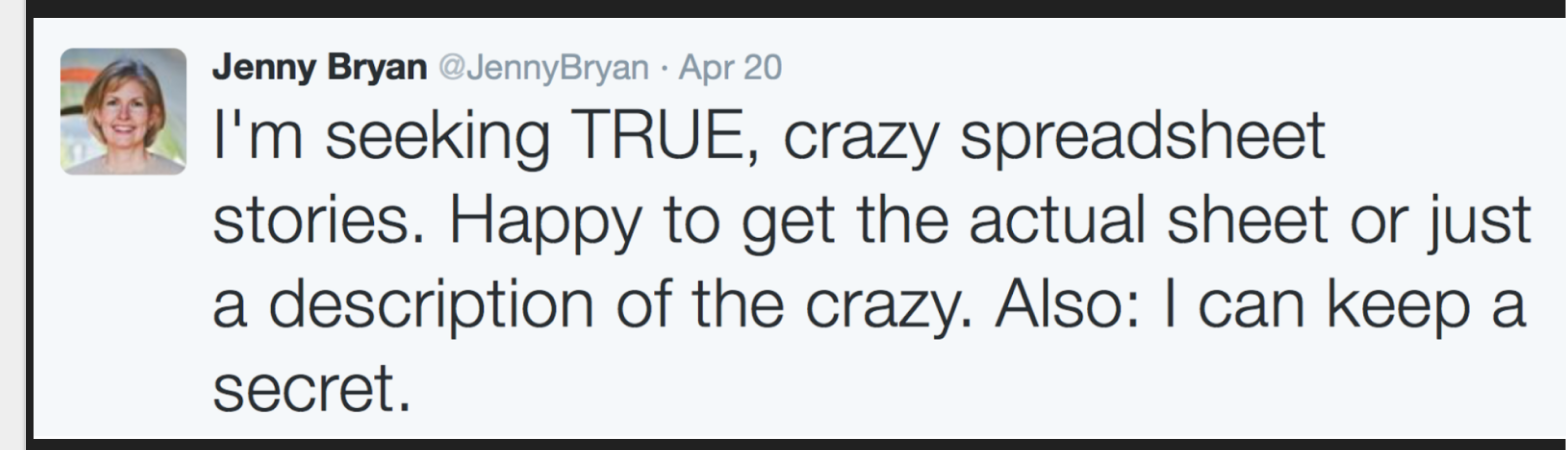 Jenny Bryan @JennyBryan · Apr 20
I'm seeking TRUE, crazy spreadsheet
stories. Happy to get the actual sheet or just
a description of the crazy. Also: I can keep a
secret.